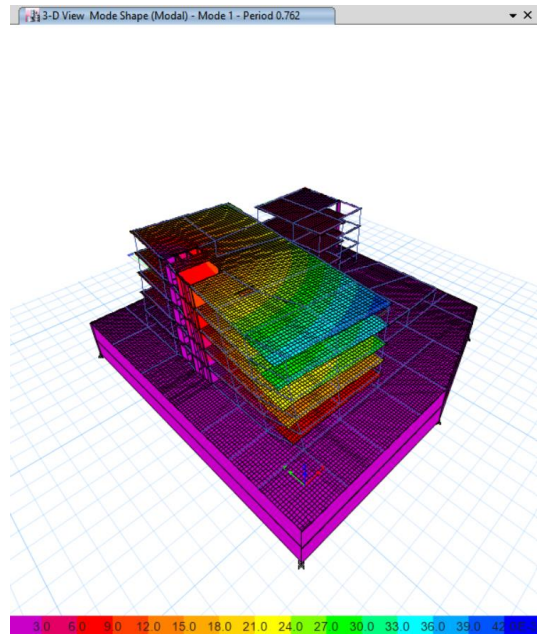 3-D View Mode Shape (Modal) - Mode 1 - Period 0.762
3.0 6.0 9.0 12.0 15.0 18.0 21.0 24.0 27.0 30.0 33.0 36.0 39.0